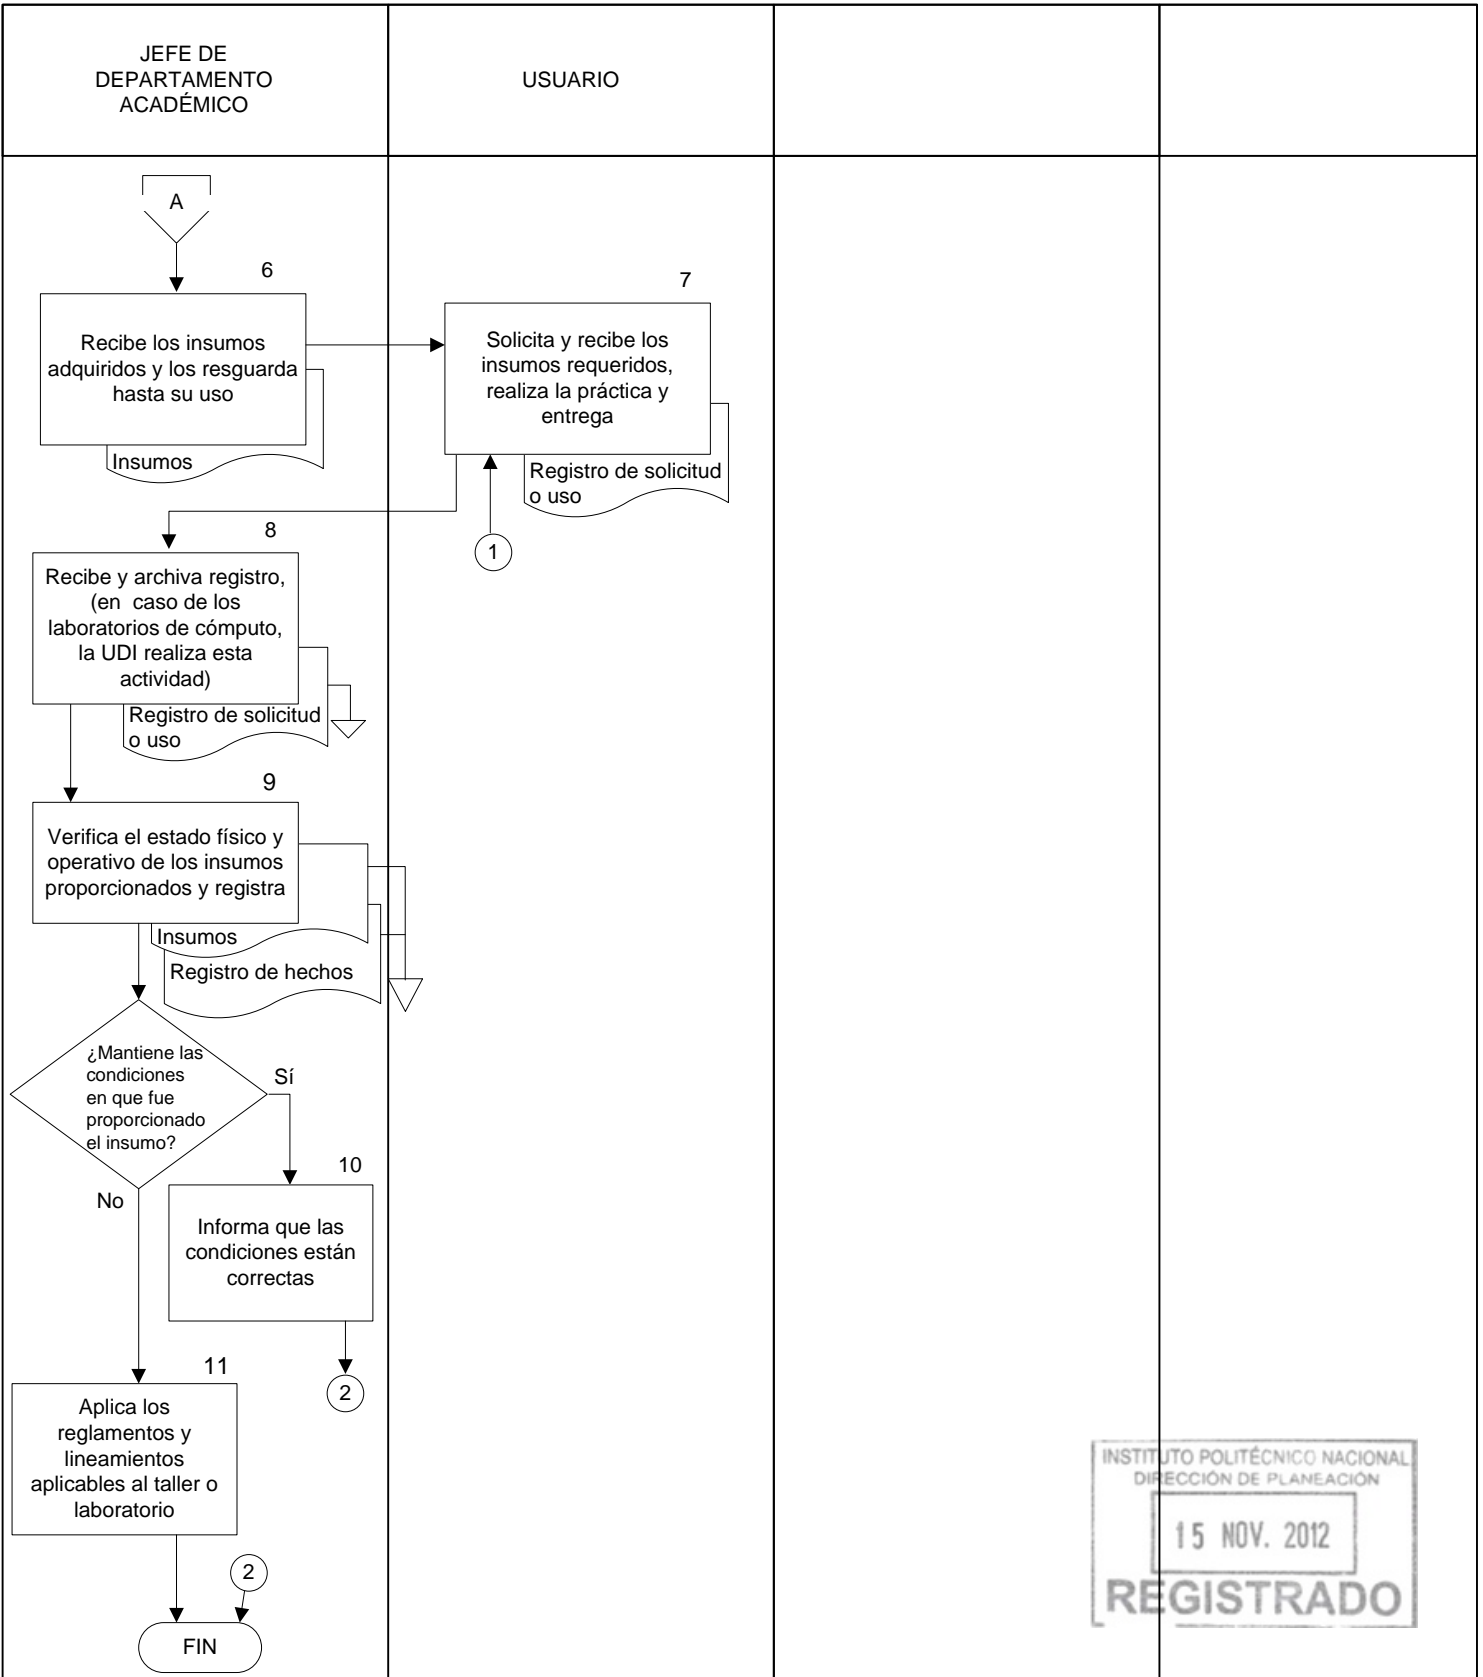 JEFE DE
DEPARTAMENTO
ACADÉMICO
USUARIO
A
6
Recibe los insumos
adquiridos y los resguarda
hasta su uso
Insumos
7
Solicita y recibe los
insumos requeridos,
realiza la práctica y
entrega
Registro de solicitud
o uso
1
8
Recibe y archiva registro,
(en caso de los
laboratorios de cómputo,
la UDI realiza esta
actividad)
Registro de solicitud
o uso
9
Verifica el estado físico y
operativo de los insumos
proporcionados y registra
Insumos
Registro de hechos
¿Mantiene las
condiciones
en que fue
proporcionado
el insumo?
Sí
No
10
Informa que las
condiciones están
correctas
2
11
Aplica los
reglamentos y
lineamientos
aplicables al taller o
laboratorio
2
FIN
INSTITUTO POLITÉCNICO NACIONAL
DIRECCIÓN DE PLANEACIÓN
15 NOV. 2012
REGISTRADO